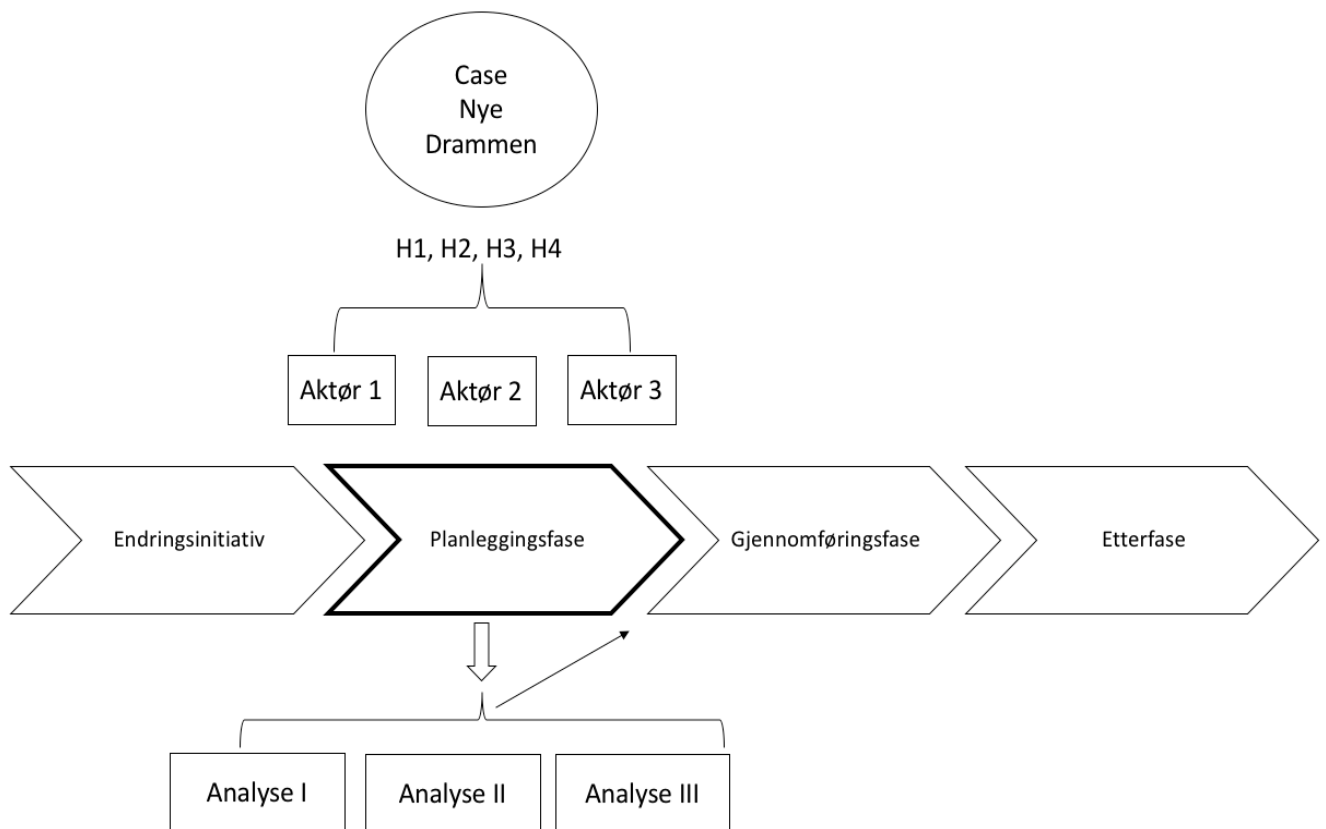 Case
Nye
Drammen
H1, H2, H3, H4
Aktør 1
Aktør 2
Aktør 3
Endringsinitiativ
Planleggingsfase
Gjennomføringsfase
Etterfase
Analyse I
Analyse II
Analyse III